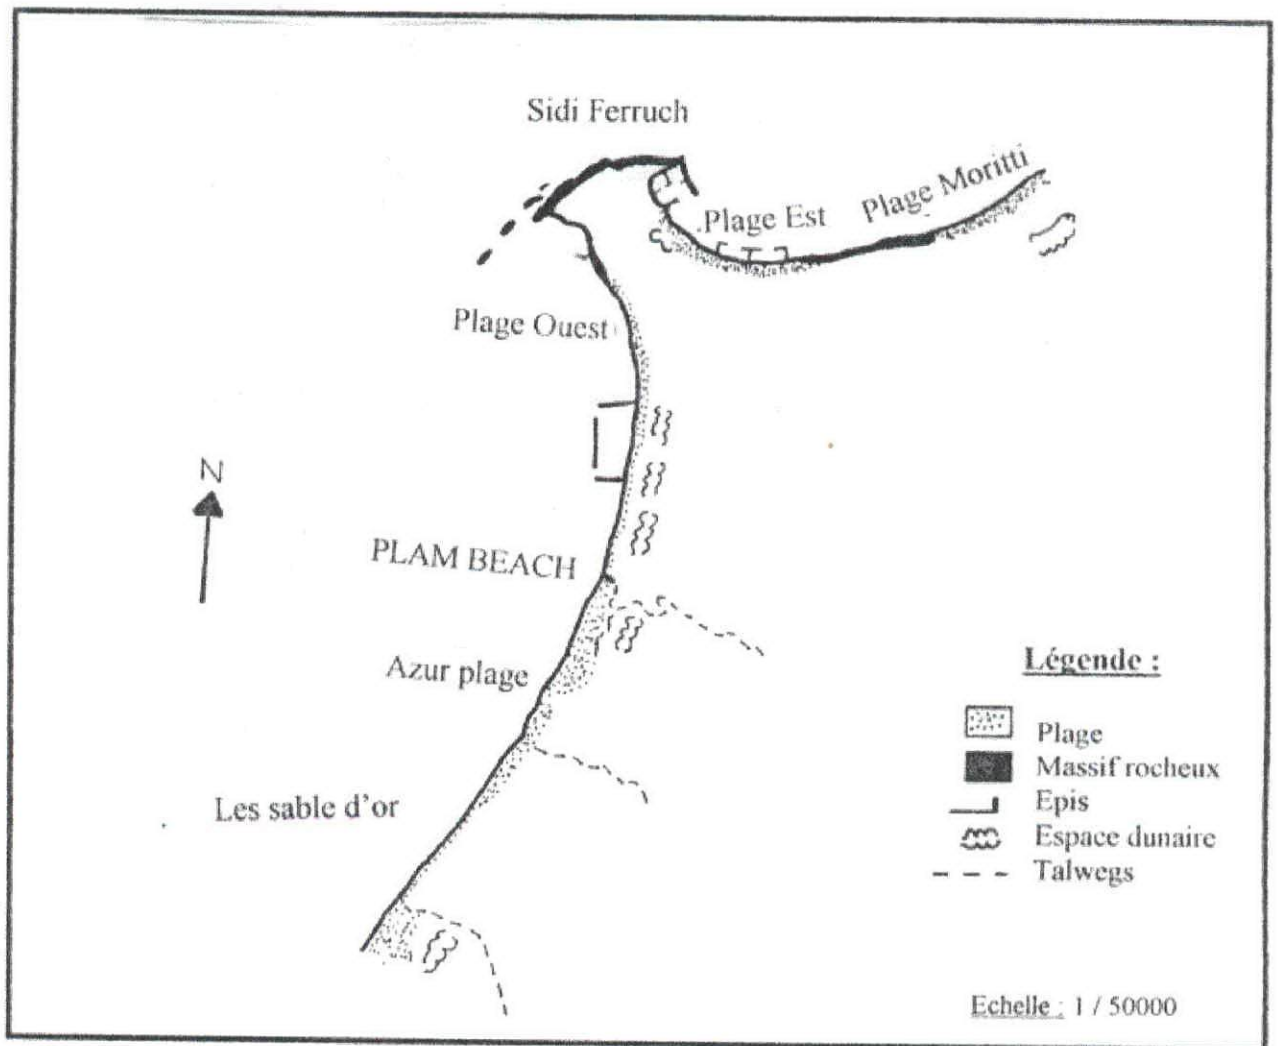 Sidi Ferruch
Plage Moritti
.Plage Est
Plage Ouest
N
PLAM BEACH
Azur plage
Les sable d'or
Légende :
Plage
Massif rocheux
Epis
Espace dunaire
Talwegs
Echelle : 1 / 50000